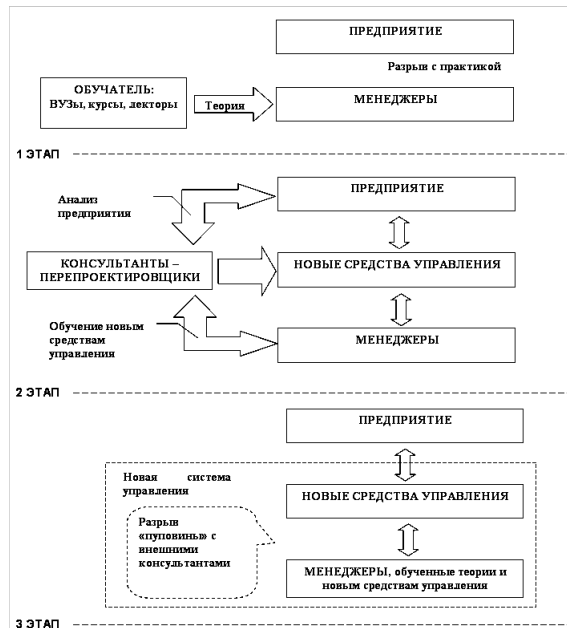 ПРЕДПРИЯТИЕ
Разрыв с практикой
ОБУЧАТЕЛЬ:
ВУЗы, курсы, лекторы
Теория
МЕНЕДЖЕРЫ
1 ЭТАП
Анализ
предприятия
ПРЕДПРИЯТИЕ
КОНСУЛЬТАНТЫ –
ПЕРЕПРОЕКТИРОВЩИКИ
НОВЫЕ СРЕДСТВА УПРАВЛЕНИЯ
Обучение новым
средствам
управления
МЕНЕДЖЕРЫ
2 ЭТАП
ПРЕДПРИЯТИЕ
Новая система
управления
НОВЫЕ СРЕДСТВА УПРАВЛЕНИЯ
Разрыв
«пуповины» с
внешними
консультантами
МЕНЕДЖЕРЫ, обученные теории и
новым средствам управления
3 ЭТАП